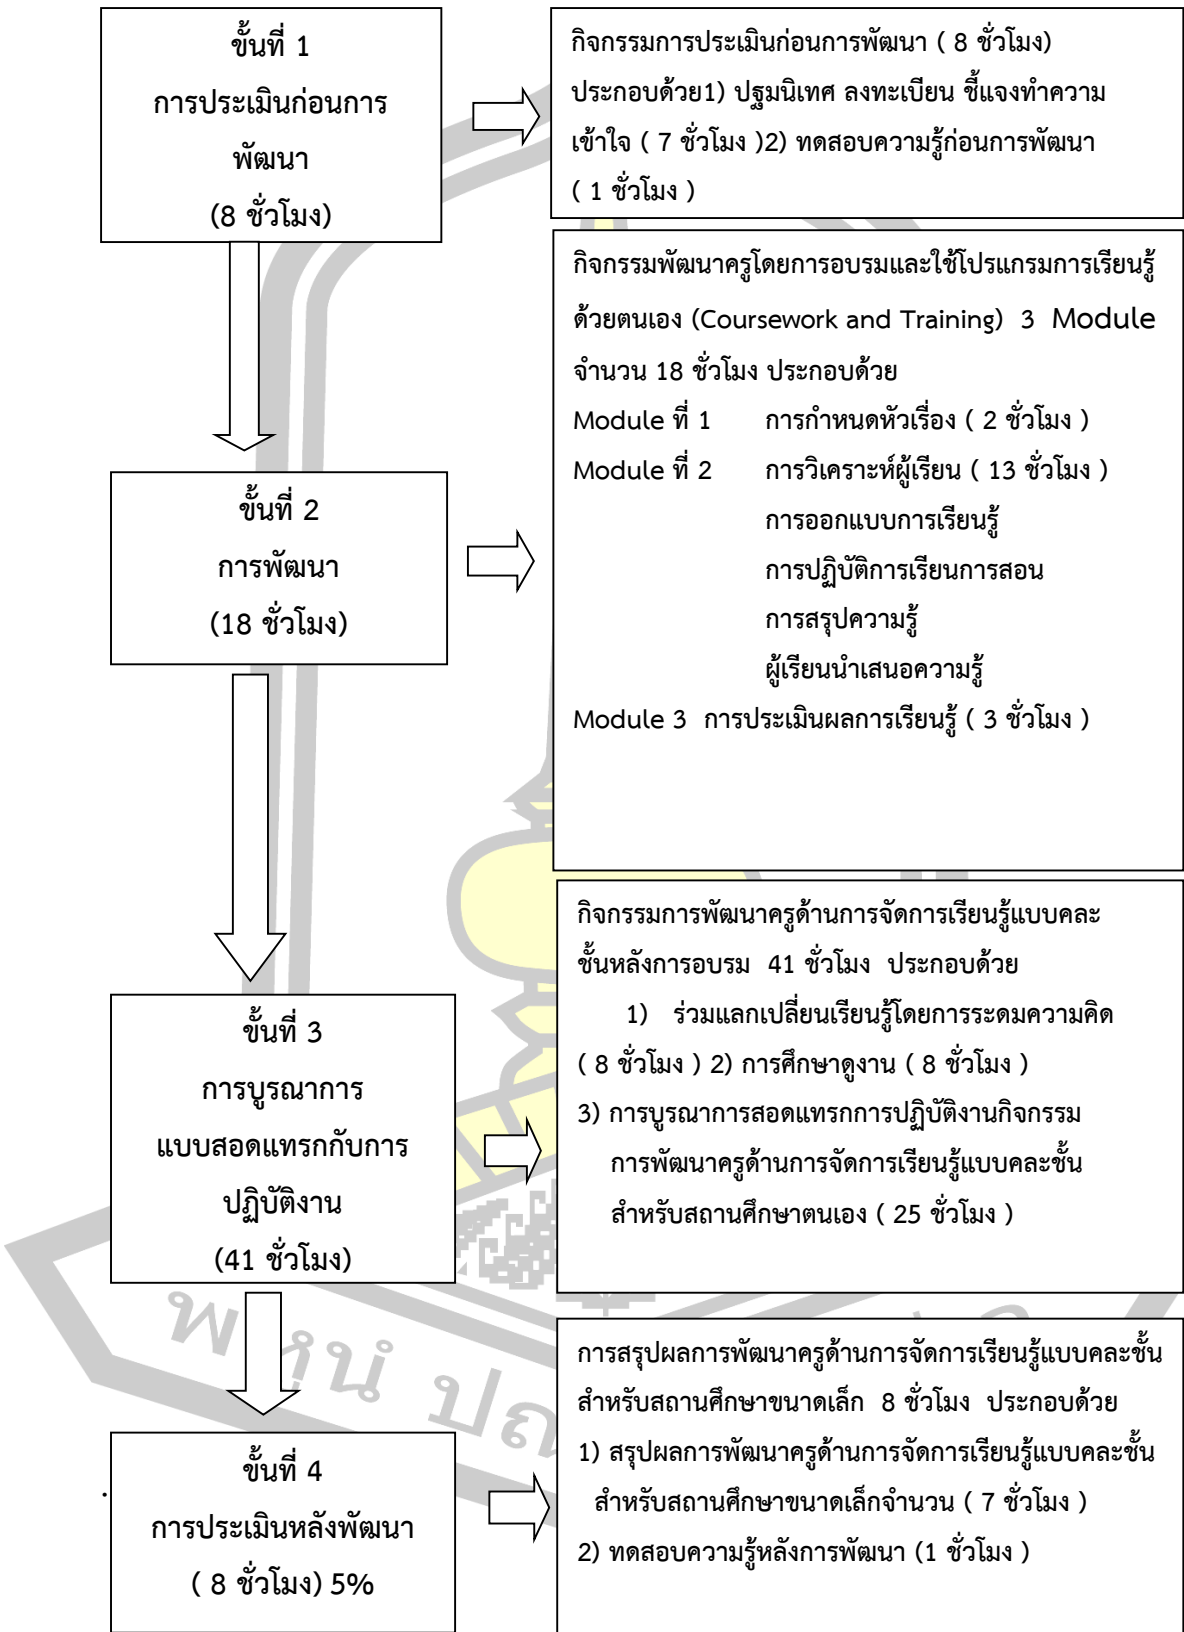 ขั้นที่ 1
การประเมินก่อนการ
พัฒนา
(8 ชั่วโมง)
กิจกรรมการประเมินก่อนการพัฒนา ( 8 ชั่วโมง)
ประกอบด้วย1) ปฐมนิเทศ ลงทะเบียน ชี้แจงทำความ
เข้าใจ ( 7 ชั่วโมง )2) ทดสอบความรู้ก่อนการพัฒนา
( 1 ชั่วโมง )
ขั้นที่ 2
การพัฒนา
(18 ชั่วโมง)
กิจกรรมพัฒนาครูโดยการอบรมและใช้โปรแกรมการเรียนรู้
ด้วยตนเอง (Coursework and Training) 3 Module
จำนวน 18 ชั่วโมง ประกอบด้วย
Module ที่ 1 การกำหนดหัวเรื่อง ( 2 ชั่วโมง )
Module ที่ 2 การวิเคราะห์ผู้เรียน ( 13 ชั่วโมง )
การออกแบบการเรียนรู้
การปฏิบัติการเรียนการสอน
การสรุปความรู้
ผู้เรียนนำเสนอความรู้
Module 3 การประเมินผลการเรียนรู้ ( 3 ชั่วโมง )
ขั้นที่ 3
การบูรณาการ
แบบสอดแทรกกับการ
ปฏิบัติงาน
(41 ชั่วโมง)
กิจกรรมการพัฒนาครูด้านการจัดการเรียนรู้แบบคละ
ชั้นหลังการอบรม 41 ชั่วโมง ประกอบด้วย
1) ร่วมแลกเปลี่ยนเรียนรู้โดยการระดมความคิด
( 8 ชั่วโมง ) 2) การศึกษาดูงาน ( 8 ชั่วโมง )
3) การบูรณาการสอดแทรกการปฏิบัติงานกิจกรรม
การพัฒนาครูด้านการจัดการเรียนรู้แบบคละชั้น
สำหรับสถานศึกษาตนเอง ( 25 ชั่วโมง )
ขั้นที่ 4
การประเมินหลังพัฒนา
( 8 ชั่วโมง) 5%
การสรุปผลการพัฒนาครูด้านการจัดการเรียนรู้แบบคละชั้น
สำหรับสถานศึกษาขนาดเล็ก 8 ชั่วโมง ประกอบด้วย
1) สรุปผลการพัฒนาครูด้านการจัดการเรียนรู้แบบคละชั้น
สำหรับสถานศึกษาขนาดเล็กจำนวน ( 7 ชั่วโมง )
2) ทดสอบความรู้หลังการพัฒนา (1 ชั่วโมง )